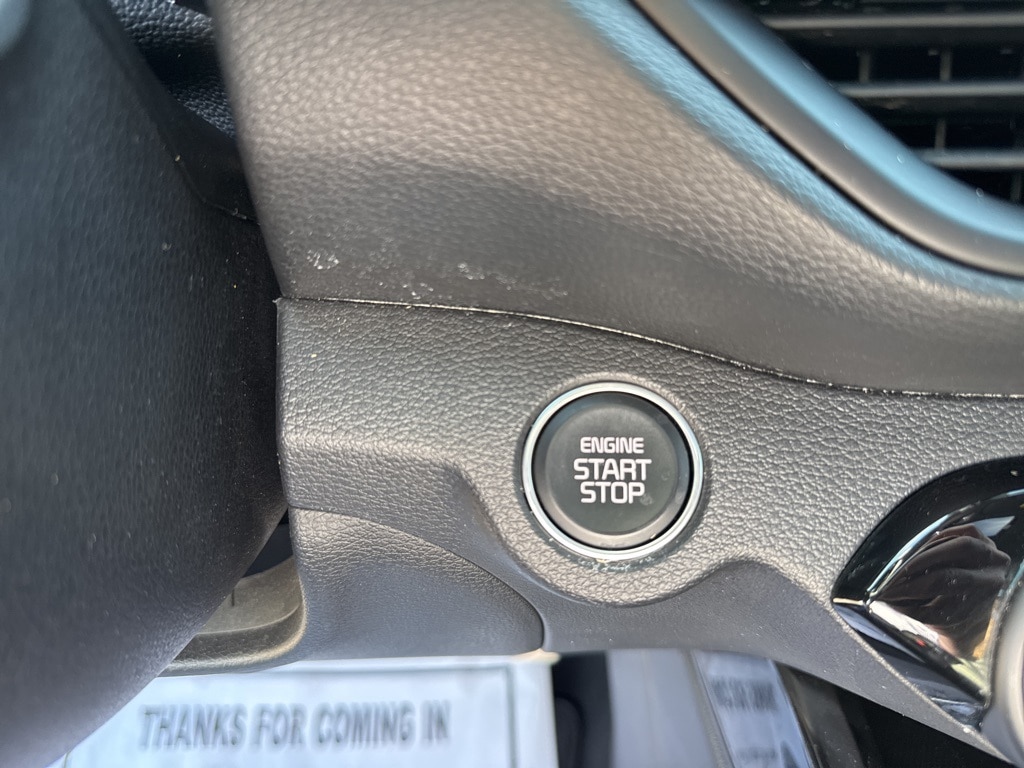 ENGINE
START
STOP
THANKS FOR COMING IN